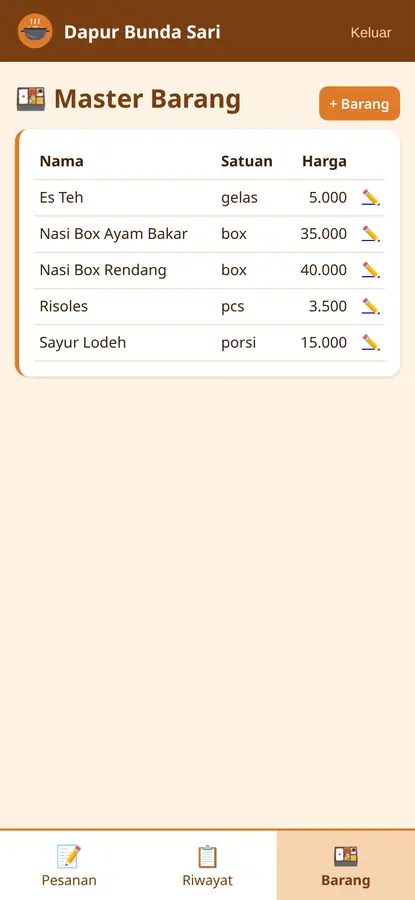 Dapur Bunda Sari Keluar
Master Barang + Barang
Nama Satuan Harga
Es Teh gelas 5.000
Nasi Box Ayam Bakar box 35.000
Nasi Box Rendang box 40.000
Risoles pcs 3.500
Sayur Lodeh porsi 15.000
Pesanan Riwayat Barang